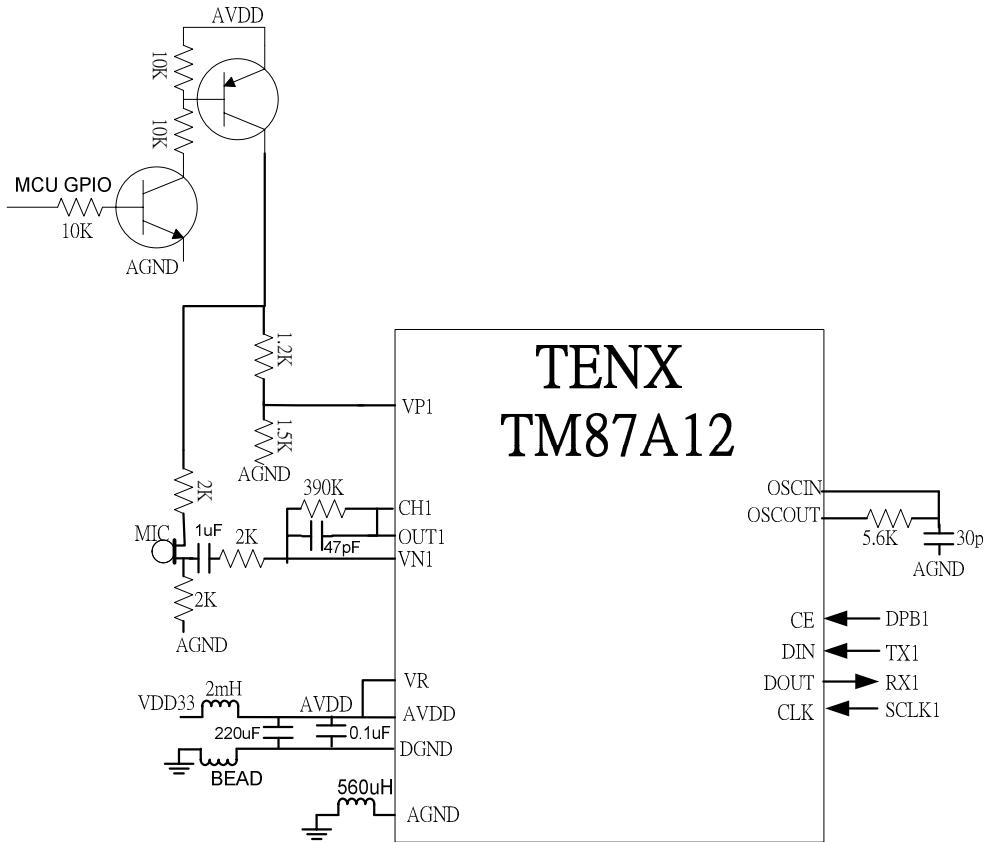 AVDD
10K
10K
MCU GPIO
10K
AGND
1.2K
VP1
1.5K
AGND
TENX
TM87A12
2K
MIC
1uF
2K
390K
47pF
CH1
OUT1
VN1
2K
AGND
OSCIN
OSCOUT
5.6K
30p
AGND
CE
DPB1
DIN
TX1
DOUT
RX1
CLK
SCLK1
VR
VDD33
2mH
AVDD
AVDD
220uF
0.1uF
DGND
BEAD
560uH
AGND